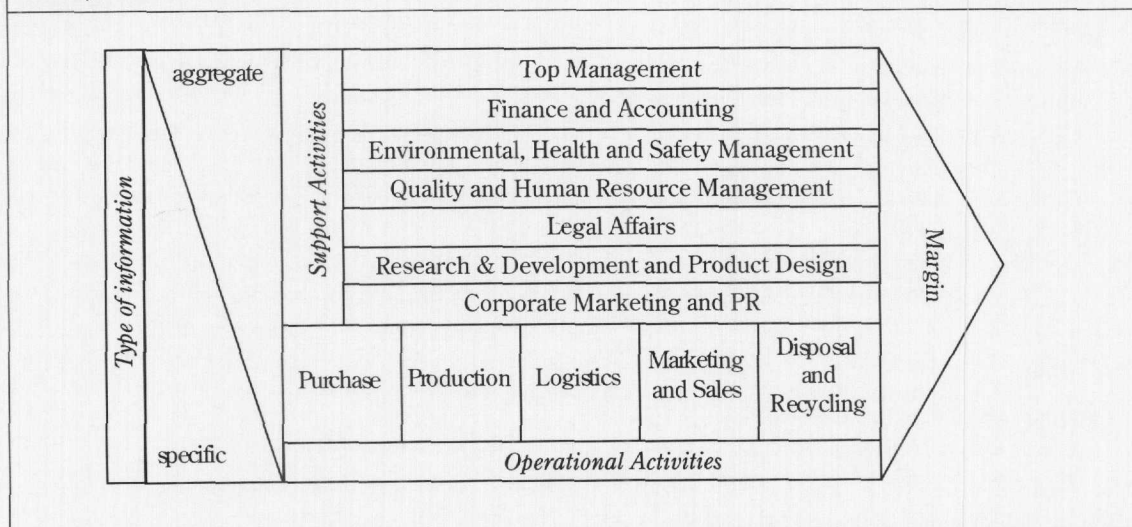 Type of information
aggregate
specific
Support Activities
Top Management
Finance and Accounting
Environmental, Health and Safety Management
Quality and Human Resource Management
Legal Affairs
Research & Development and Product Design
Corporate Marketing and PR
Purchase
Production
Logistics
Marketing
and Sales
Disposal
and
Recycling
Operational Activities
Margin